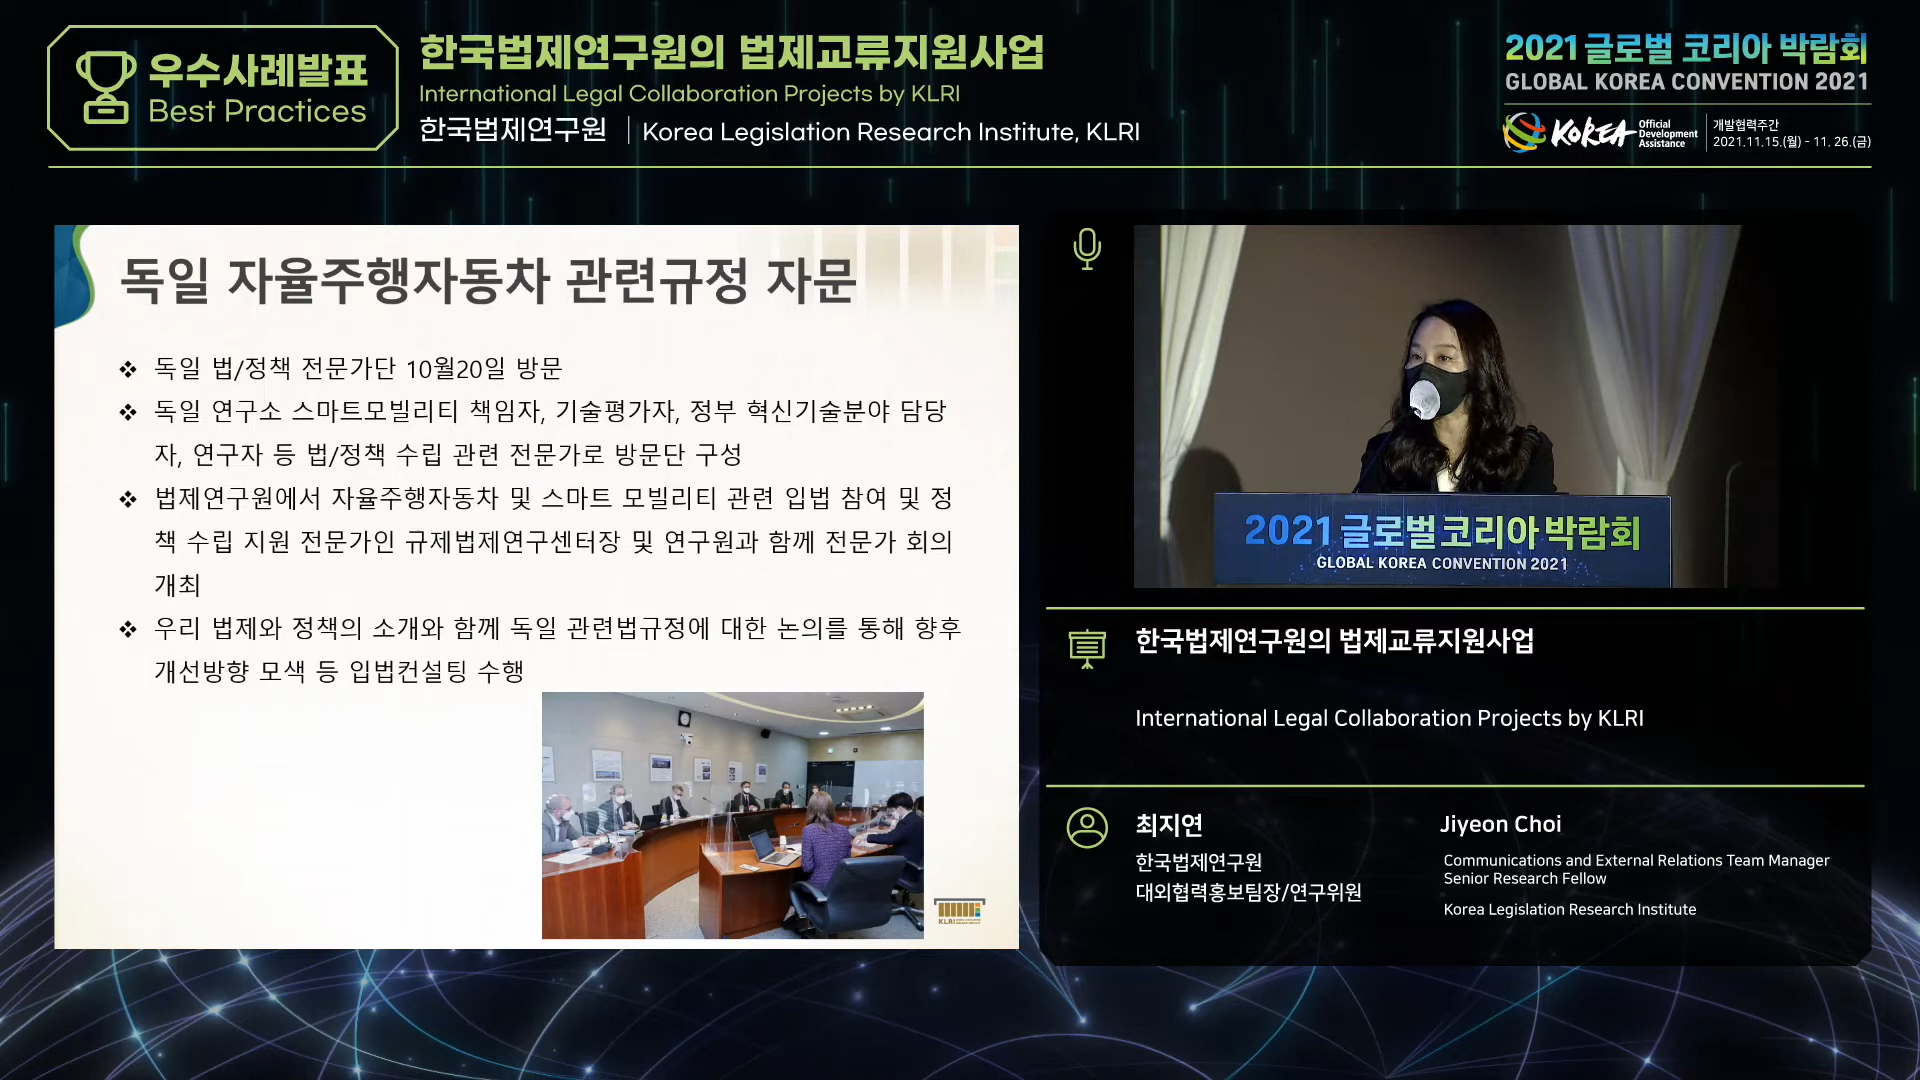 우수사례발표
Best Practices
한국법제연구원의 법제교류지원사업
International Legal Collaboration Projects by KLRI
한국법제연구원 | Korea Legislation Research Institute, KLRI
2021 글로벌 코리아 박람회
GLOBAL KOREA CONVENTION 2021
KOREA
Official
Development
Assistance
개발협력주간
2021.11.15.(월) - 11. 26.(금)
독일 자율주행자동차 관련규정 자문
❖ 독일 법/정책 전문가단 10월20일 방문
❖ 독일 연구소 스마트모빌리티 책임자, 기술평가자, 정부 혁신기술분야 담당
자, 연구자 등 법/정책 수립 관련 전문가로 방문단 구성
❖ 법제연구원에서 자율주행자동차 및 스마트 모빌리티 관련 입법 참여 및 정
책 수립 지원 전문가인 규제법제연구센터장 및 연구원과 함께 전문가 회의
개최
❖ 우리 법제와 정책의 소개와 함께 독일 관련법규정에 대한 논의를 통해 향후
개선방향 모색 등 입법컨설팅 수행
KLRI
2021 글로벌 코리아 박람회
GLOBAL KOREA CONVENTION 2021
한국법제연구원의 법제교류지원사업
International Legal Collaboration Projects by KLRI
최지연
한국법제연구원
대외협력홍보팀장/연구위원
Jiyeon Choi
Communications and External Relations Team Manager
Senior Research Fellow
Korea Legislation Research Institute